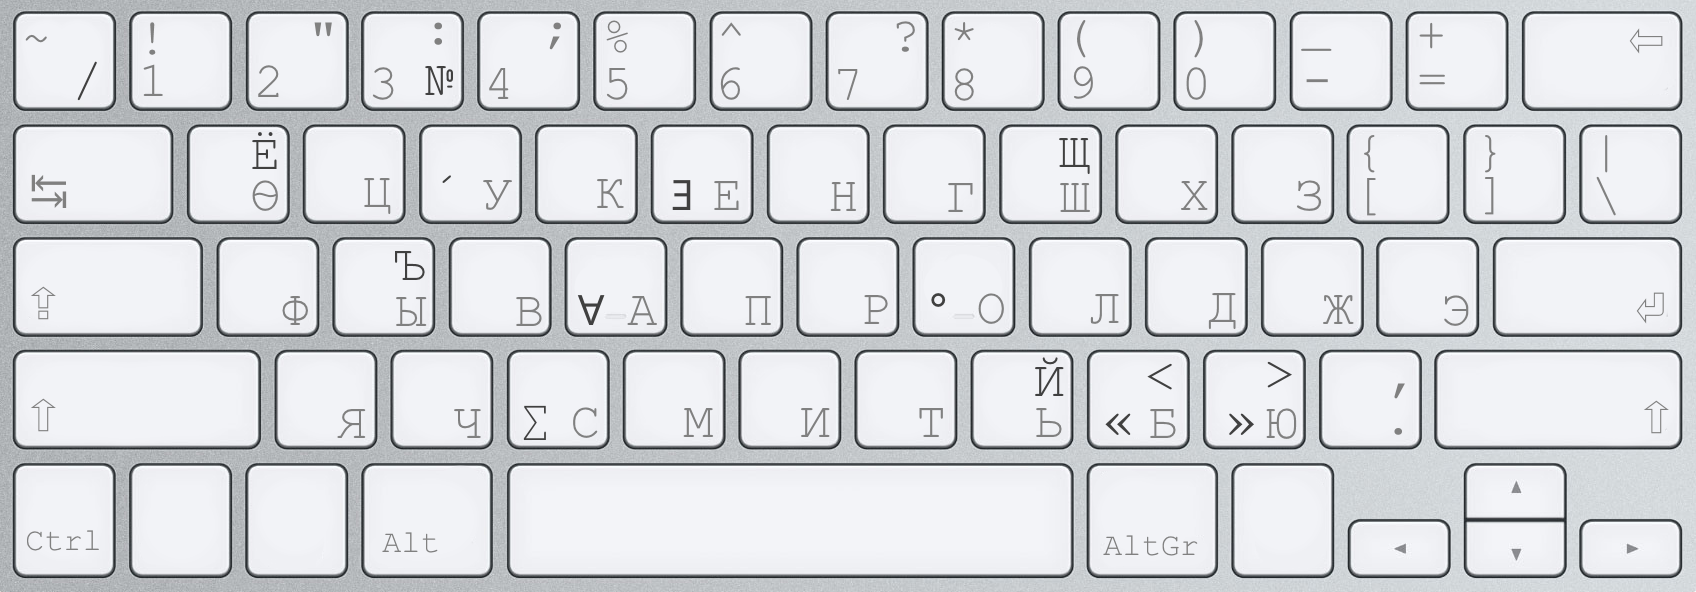 ~ / ! 1 " 2 : 3 № ; 4 % 5 ^ 6 ? 7 * 8 ( 9 ) 0 _ - + = ⇦
Ё Ѳ Ц ´ У К Ǝ Е Н Г Щ Ш Х З { [ } ] | \
Ф Ъ Ы В ∀ А П Р ° О Л Д Ж Э
⇧ Я Ч ∑ С М И Т Й Ь < « Б > » Ю , . ⇧
Ctrl Alt AltGr ▲
◄ ▼ ►